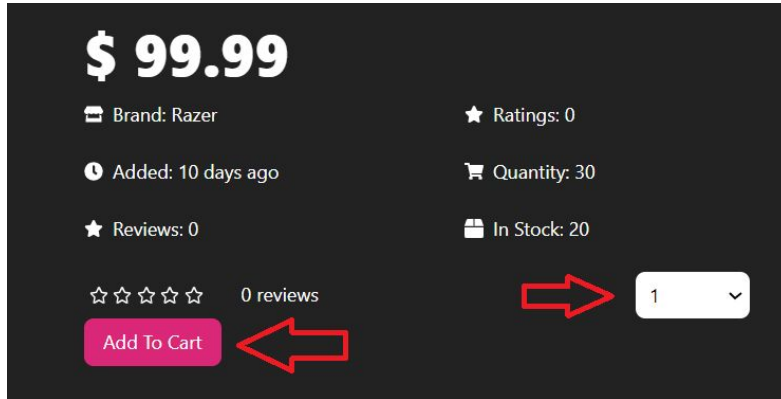 $ 99.99
Brand: Razer
Ratings: 0
Added: 10 days ago
Quantity: 30
Reviews: 0
In Stock: 20
0 reviews
1
Add To Cart